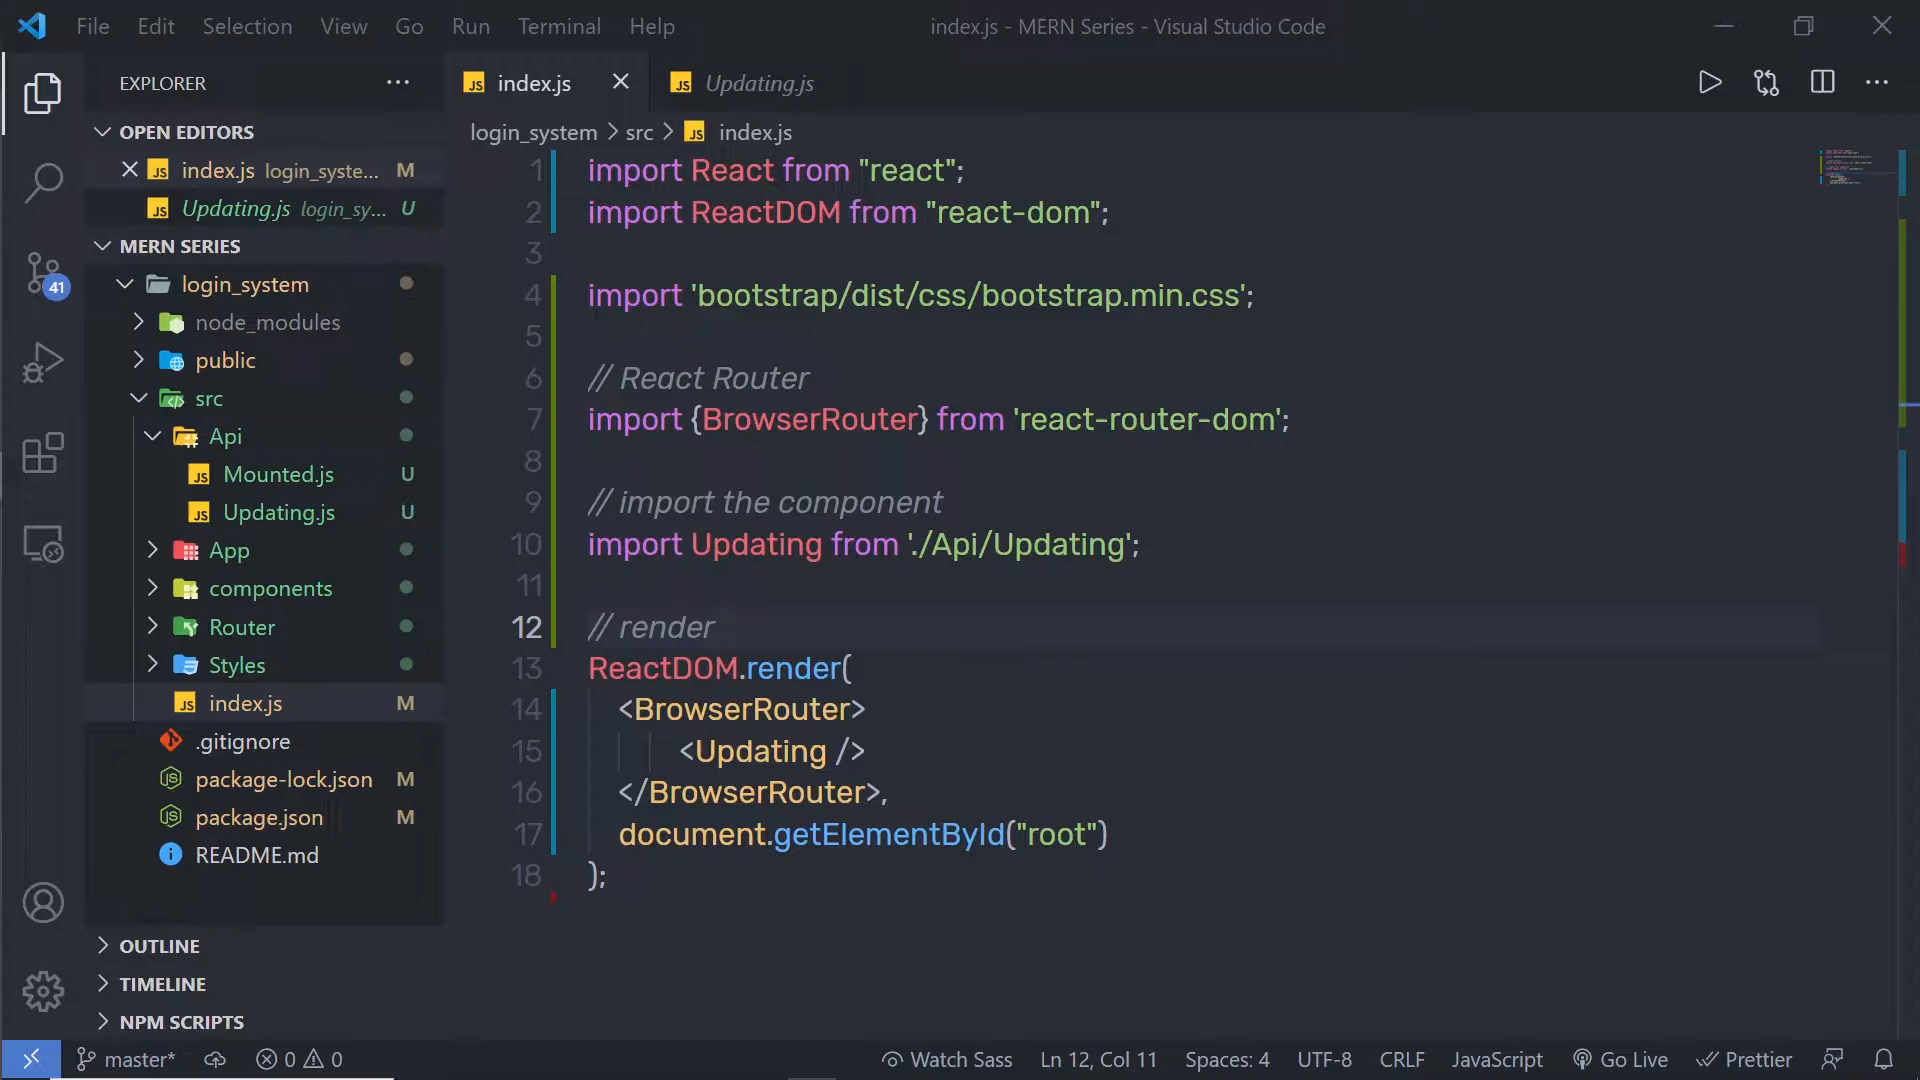 File Edit Selection View Go Run Terminal Help index.js - MERN Series - Visual Studio Code
EXPLORER
index.js
Updating.js
OPEN EDITORS
index.js login_syste... M
Updating.js login_sy... U
MERN SERIES
login_system
node_modules
public
src
Api
Mounted.js U
Updating.js U
App
components
Router
Styles
index.js M
.gitignore
package-lock.json M
package.json M
README.md
OUTLINE
TIMELINE
NPM SCRIPTS
41
login_system > src > JS index.js
1 import React from "react";
2 import ReactDOM from "react-dom";
3
4 import 'bootstrap/dist/css/bootstrap.min.css';
5
6 // React Router
7 import {BrowserRouter} from 'react-router-dom';
8
9 // import the component
10 import Updating from './Api/Updating';
11
12 // render
13 ReactDOM.render(
14 <BrowserRouter>
15 <Updating />
16 </BrowserRouter>,
17 document.getElementById("root")
18 );
master* 0 0 Watch Sass Ln 12, Col 11 Spaces: 4 UTF-8 CRLF JavaScript Go Live Prettier